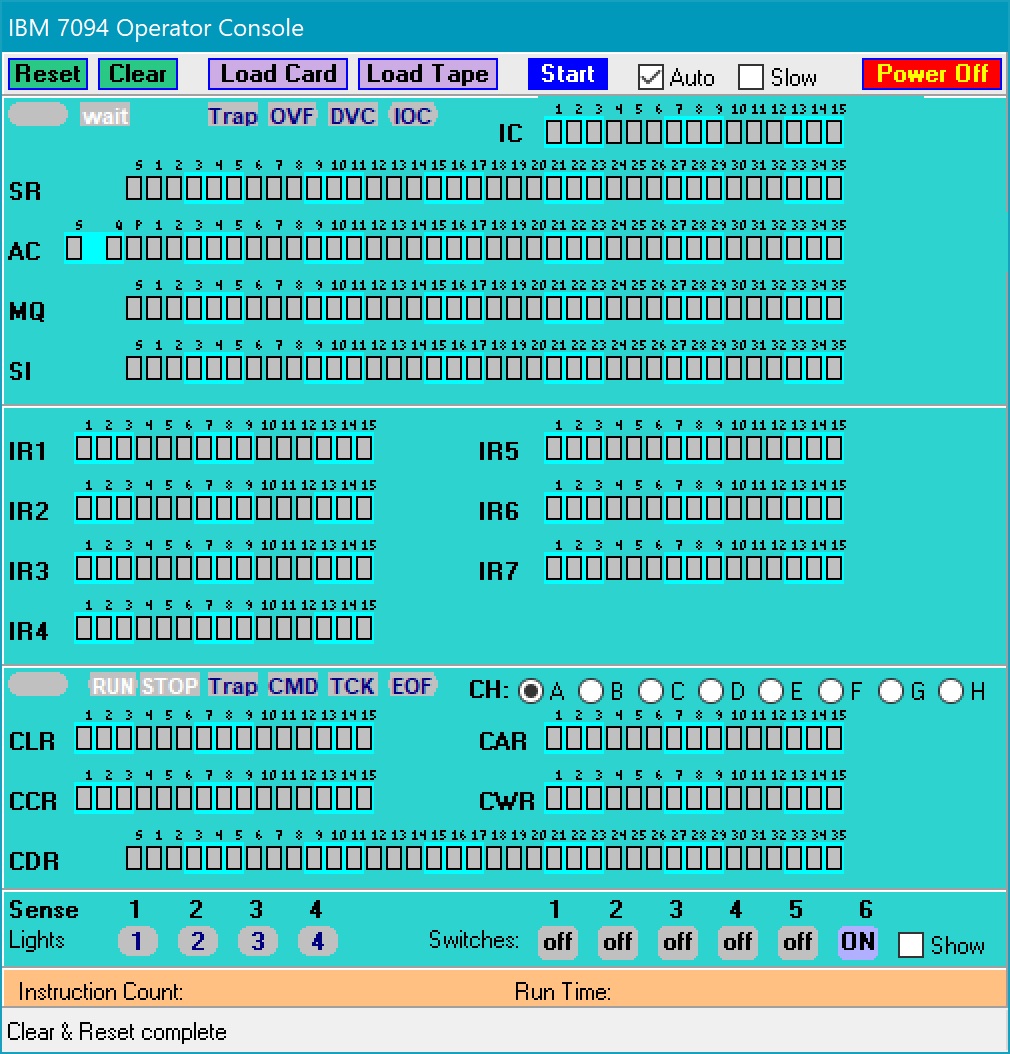 IBM 7094 Operator Console
Reset Clear Load Card Load Tape Start Auto Slow Power Off
wait Trap OVF DVC IOC
1 2 3 4 5 6 7 8 9 10 11 12 13 14 15
IC
S 1 2 3 4 5 6 7 8 9 10 11 12 13 14 15 16 17 18 19 20 21 22 23 24 25 26 27 28 29 30 31 32 33 34 35
SR
S Q P 1 2 3 4 5 6 7 8 9 10 11 12 13 14 15 16 17 18 19 20 21 22 23 24 25 26 27 28 29 30 31 32 33 34 35
AC
S 1 2 3 4 5 6 7 8 9 10 11 12 13 14 15 16 17 18 19 20 21 22 23 24 25 26 27 28 29 30 31 32 33 34 35
MQ
S 1 2 3 4 5 6 7 8 9 10 11 12 13 14 15 16 17 18 19 20 21 22 23 24 25 26 27 28 29 30 31 32 33 34 35
SI
1 2 3 4 5 6 7 8 9 10 11 12 13 14 15 1 2 3 4 5 6 7 8 9 10 11 12 13 14 15
IR1 IR5
1 2 3 4 5 6 7 8 9 10 11 12 13 14 15 1 2 3 4 5 6 7 8 9 10 11 12 13 14 15
IR2 IR6
1 2 3 4 5 6 7 8 9 10 11 12 13 14 15 1 2 3 4 5 6 7 8 9 10 11 12 13 14 15
IR3 IR7
1 2 3 4 5 6 7 8 9 10 11 12 13 14 15
IR4
RUN STOP Trap CMD TCK EOF CH: A B C D E F G H
1 2 3 4 5 6 7 8 9 10 11 12 13 14 15 1 2 3 4 5 6 7 8 9 10 11 12 13 14 15
CLR CAR
1 2 3 4 5 6 7 8 9 10 11 12 13 14 15 1 2 3 4 5 6 7 8 9 10 11 12 13 14 15
CCR CWR
S 1 2 3 4 5 6 7 8 9 10 11 12 13 14 15 16 17 18 19 20 21 22 23 24 25 26 27 28 29 30 31 32 33 34 35
CDR
Sense 1 2 3 4 1 2 3 4 5 6
Lights 1 2 3 4 Switches: off off off off off ON Show
Instruction Count: Run Time:
Clear & Reset complete